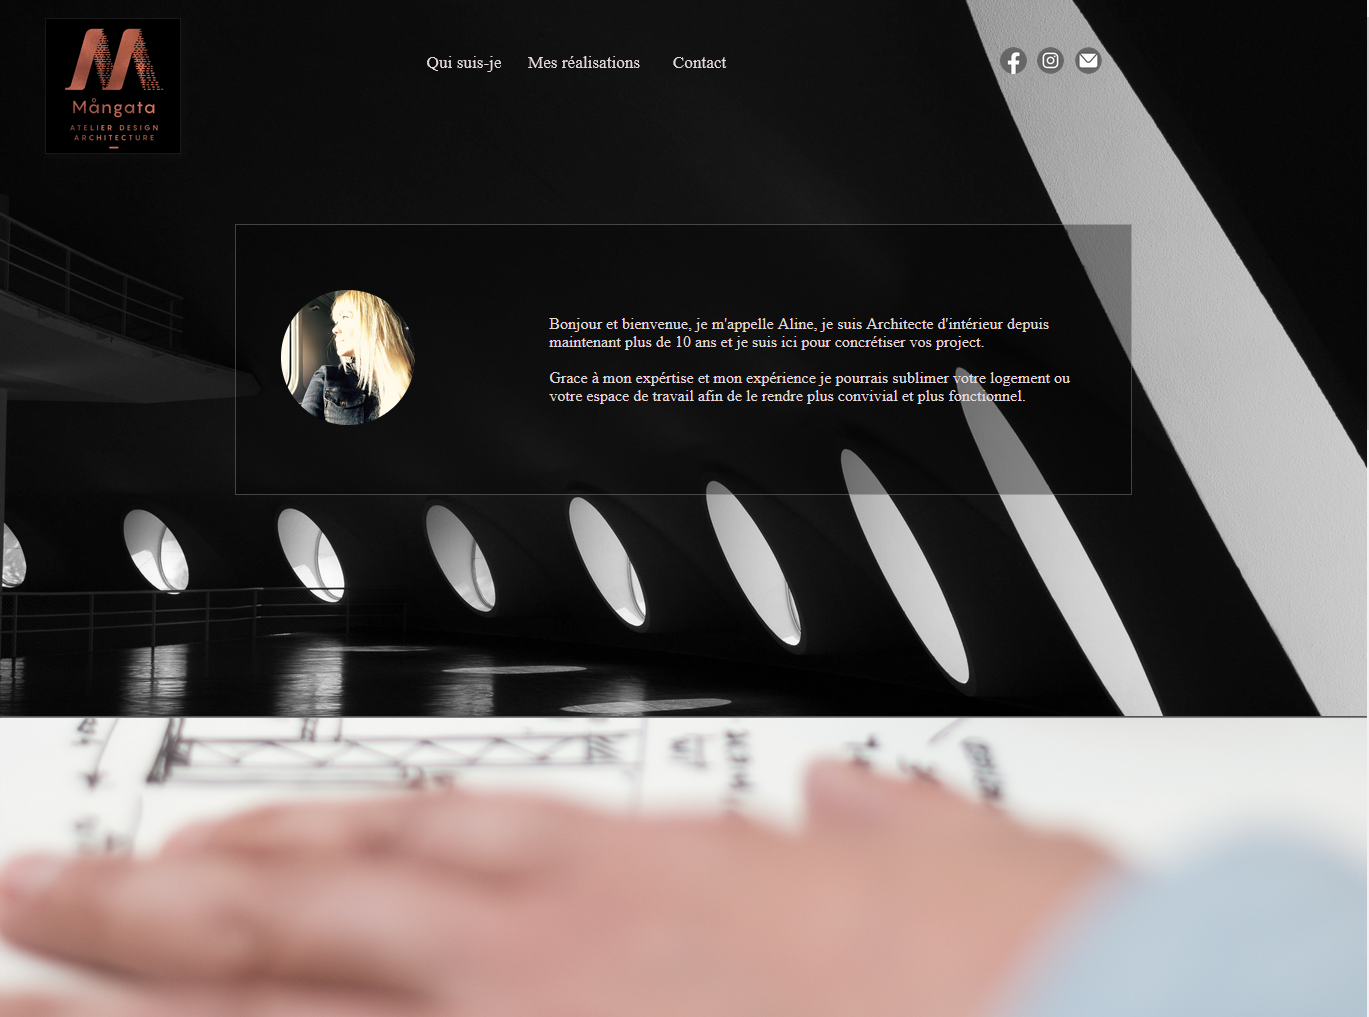 Mångata
ATELIER DESIGN
ARCHITECTURE
Qui suis-je
Mes réalisations
Contact
Bonjour et bienvenue, je m'appelle Aline, je suis Architecte d'intérieur depuis
maintenant plus de 10 ans et je suis ici pour concrétiser vos project.
Grace à mon expértise et mon expérience je pourrais sublimer votre logement ou
votre espace de travail afin de le rendre plus convivial et plus fonctionnel.